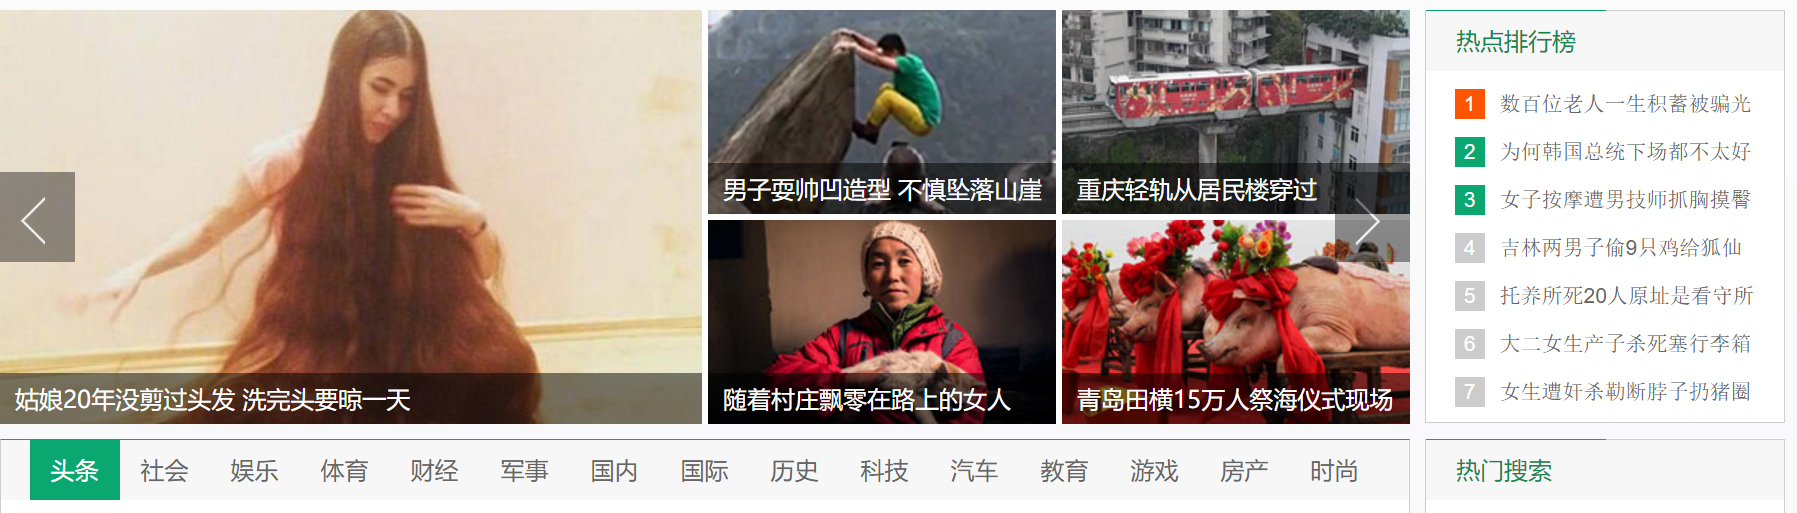 姑娘20年没剪过头发 洗完头要晾一天
男子耍帅凹造型 不慎坠落山崖
重庆轻轨从居民楼穿过
随着村庄飘零在路上的女人
青岛田横15万人祭海仪式现场
热点排行榜
1 数百位老人一生积蓄被骗光
2 为何韩国总统下场都不太好
3 女子按摩遭男技师抓胸摸臀
4 吉林两男子偷9只鸡给狐仙
5 托养所死20人原址是看守所
6 大二女生产子杀死塞行李箱
7 女生遭奸杀勒断脖子扔猪圈
头条 社会 娱乐 体育 财经 军事 国内 国际 历史 科技 汽车 教育 游戏 房产 时尚
热门搜索